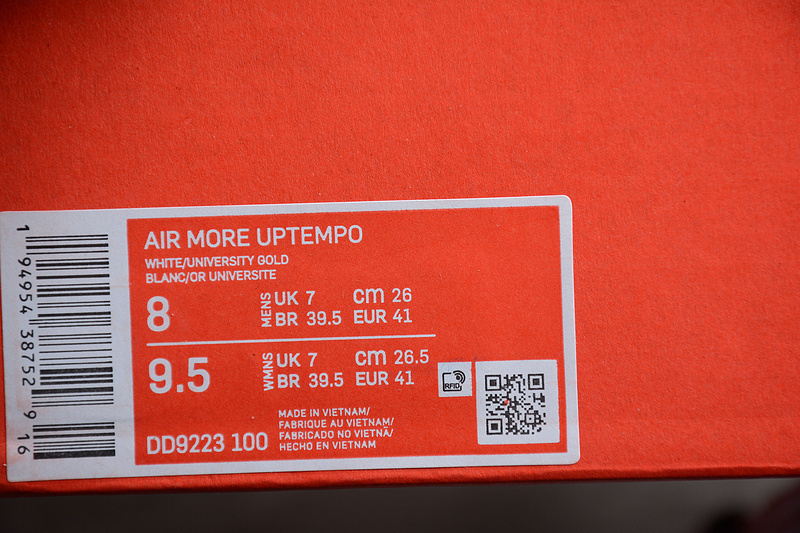 1 94954 38752 9 16
AIR MORE UPTEMPO
WHITE/UNIVERSITY GOLD
BLANC/OR UNIVERSITE
8 MENS UK 7 cm 26
BR 39.5 EUR 41
9.5 WMNS UK 7 cm 26.5
BR 39.5 EUR 41
RFID
DD9223 100
MADE IN VIETNAM/
FABRIQUE AU VIETNAM/
FABRICADO NO VIETNÃ/
HECHO EN VIETNAM